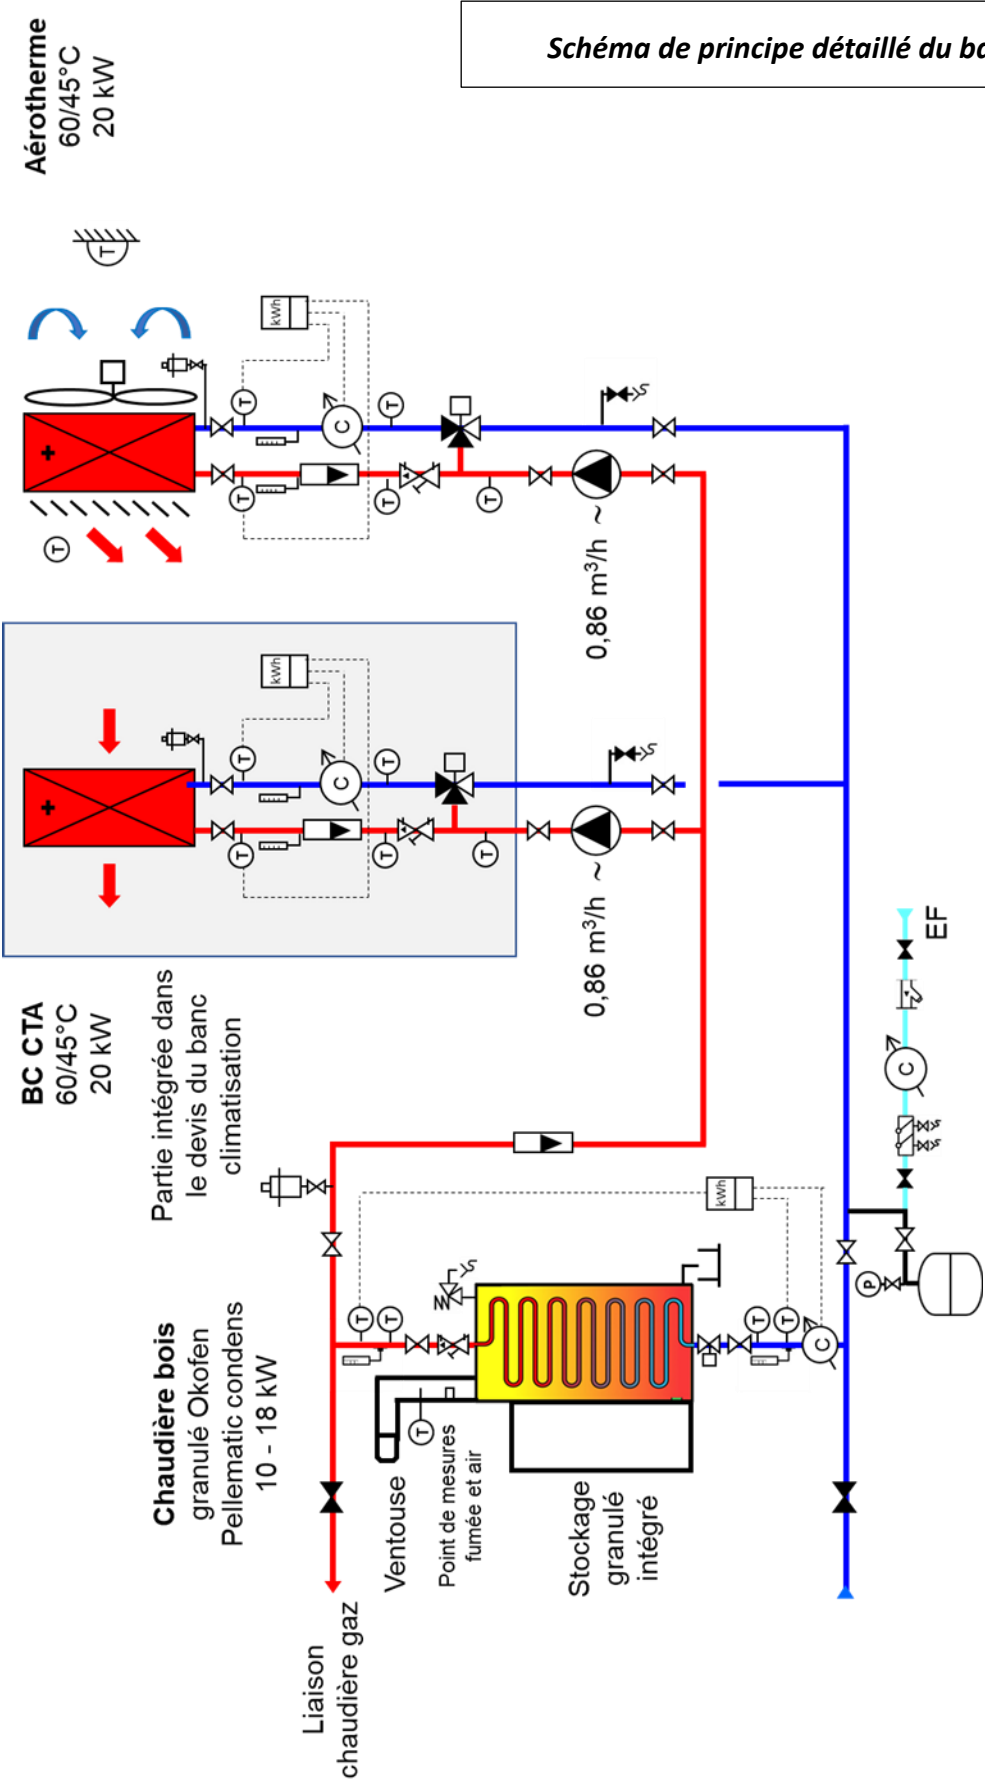 Schéma de principe détaillé du ba
Aérotherme
60/45°C
20 kW
T
kWh
T
T
C
T
T
T
T
0,86 m³/h ~
+
BC CTA
60/45°C
20 kW
Partie intégrée dans
le devis du banc
climatisation
+
kWh
T
T
C
T
T
T
0,86 m³/h ~
EF
C
P
Chaudière bois
granulé Okofen
Pellematic condens
10 - 18 kW
kWh
T
T
T
T
C
T
Ventouse
Point de mesures
fumée et air
Stockage
granulé
intégré
Liaison
chaudière gaz
+